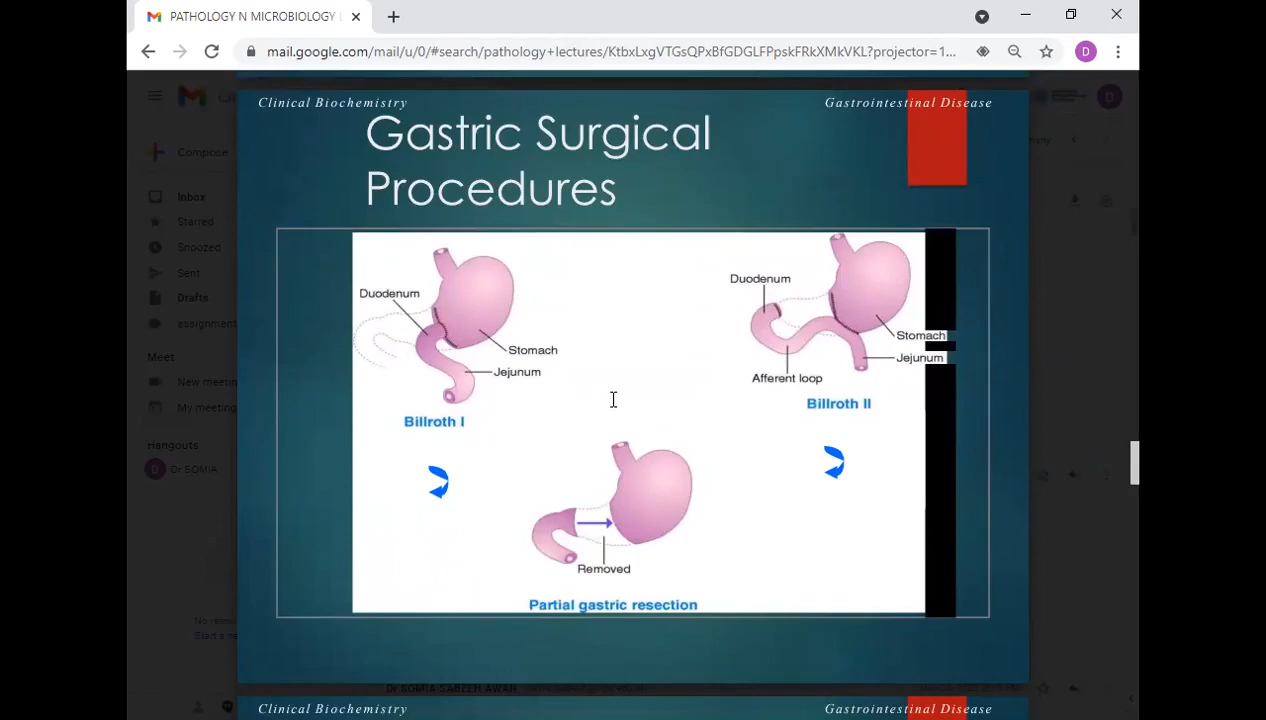 PATHOLOGY N MICROBIOLOGY
mail.google.com/mail/u/0/#search/pathology+lectures/KtbxLxgVTGsQPxBfGDGLFPpskFRkXMkVKL?projector=1...
D
Clinical Biochemistry
Gastrointestinal Disease
Gastric Surgical
Procedures
Compose
Inbox
Starred
Snoozed
Sent
Drafts
assignment
Meet
New meeting
My meeting
Hangouts
D
Dr SOMIA
D
Duodenum
Stomach
Jejunum
Billroth I
Duodenum
Stomach
Jejunum
Afferent loop
Billroth II
Removed
Partial gastric resection
Clinical Biochemistry
Gastrointestinal Disease